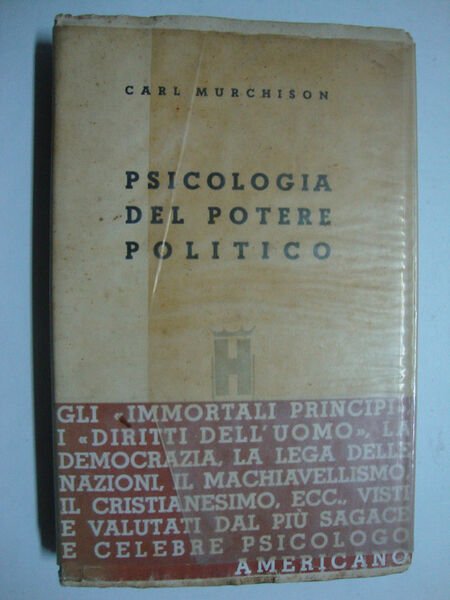 CARL MURCHISON
PSICOLOGIA
DEL POTERE
POLITICO
H
GLI «IMMORTALI PRINCIPI»
I «DIRITTI DELL'UOMO», LA
DEMOCRAZIA, LA LEGA DELLE
NAZIONI, IL MACHIAVELLISMO,
IL CRISTIANESIMO, ECC., VISTI
E VALUTATI DAL PIÙ SAGACE
E CELEBRE PSICOLOGO
AMERICANO